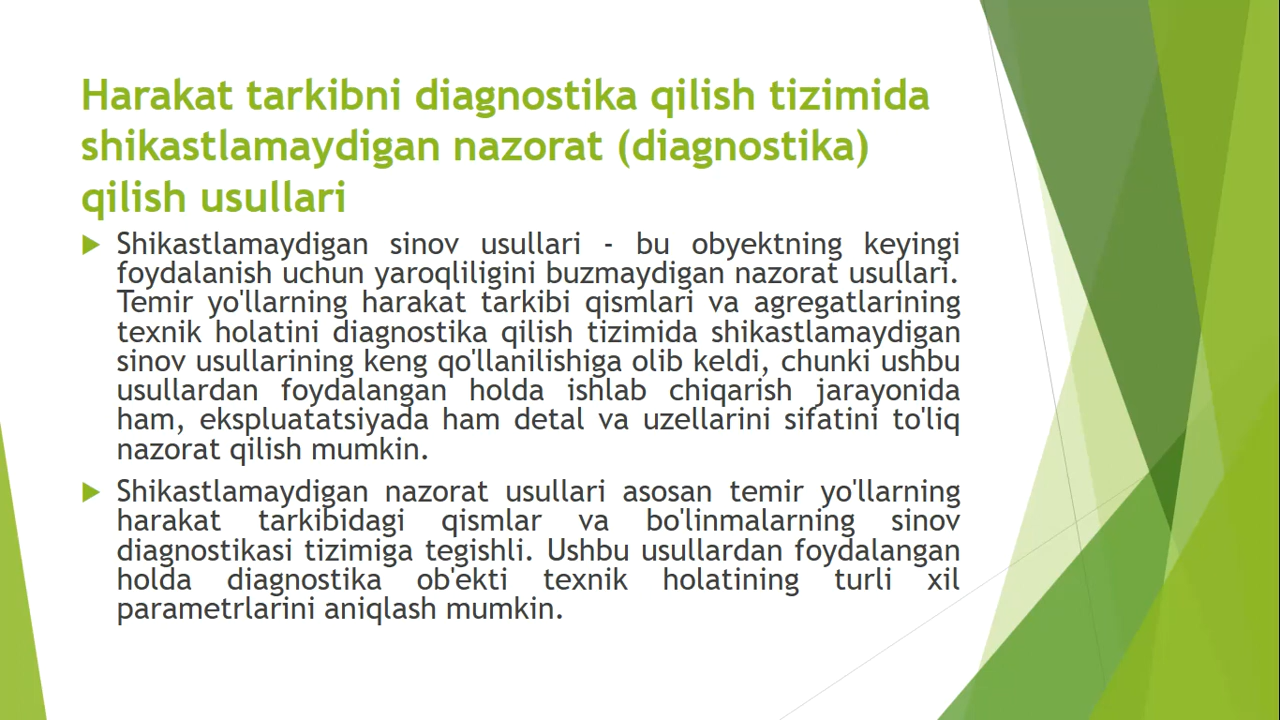 Harakat tarkibni diagnostika qilish tizimida
shikastlamaydigan nazorat (diagnostika)
qilish usullari
Shikastlamaydigan sinov usullari - bu obyektning keyingi
foydalanish uchun yaroqliligini buzmaydigan nazorat usullari.
Temir yo'llarning harakat tarkibi qismlari va agregatlarining
texnik holatini diagnostika qilish tizimida shikastlamaydigan
sinov usullarining keng qo'llanilishiga olib keldi, chunki ushbu
usullardan foydalangan holda ishlab chiqarish jarayonida
ham, ekspluatatsiyada ham detal va uzellarini sifatini to'liq
nazorat qilish mumkin.
Shikastlamaydigan nazorat usullari asosan temir yo'llarning
harakat tarkibidagi qismlar va bo'linmalarning sinov
diagnostikasi tizimiga tegishli. Ushbu usullardan foydalangan
holda diagnostika ob'ekti texnik holatining turli xil
parametrlarini aniqlash mumkin.